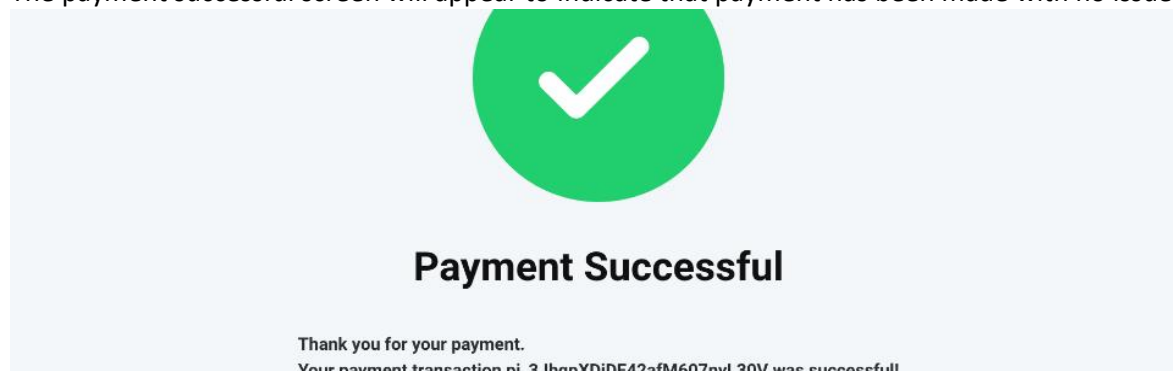 The payment successful screen will appear to indicate that payment has been made with no issue
Payment Successful
Thank you for your payment.
Your payment transaction was successful!